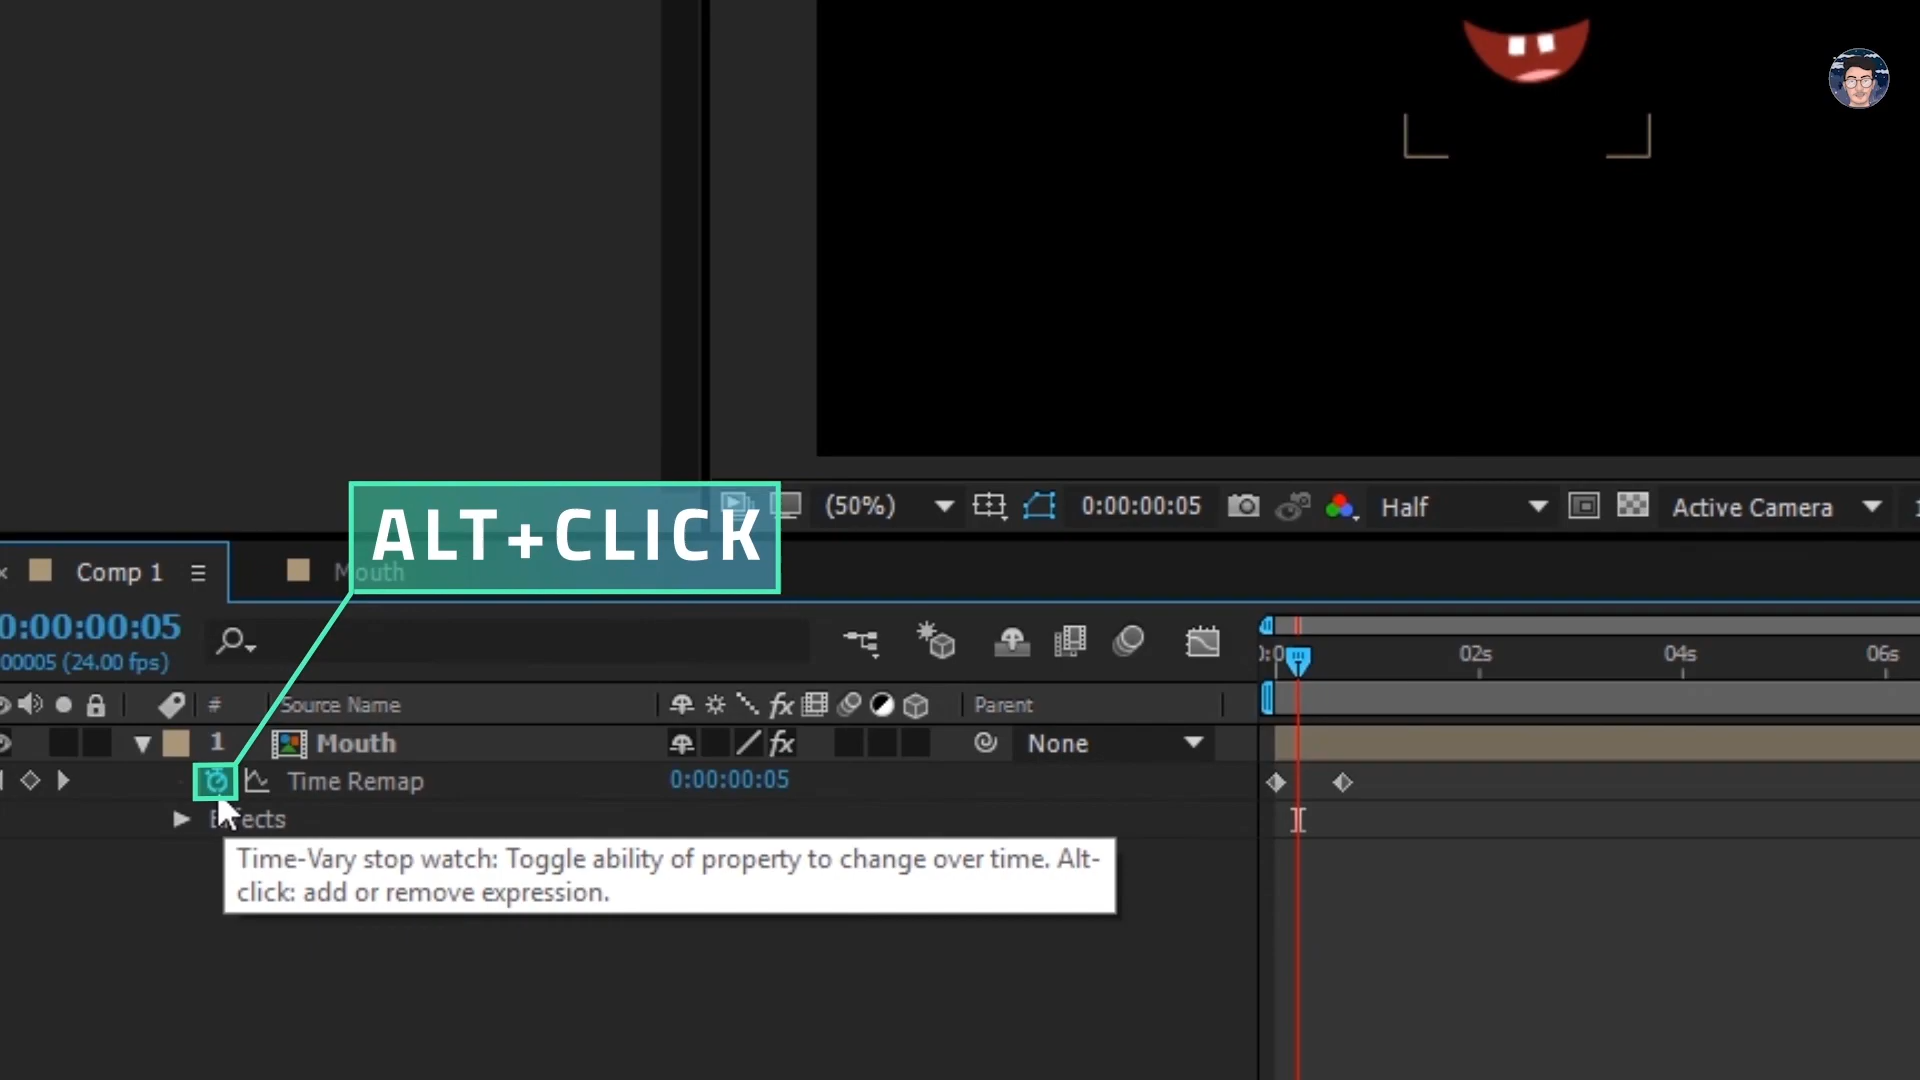 (50%)
0:00:00:05
Half
Active Camera
ALT+CLICK
Comp 1
Mouth
0:00:00:05
00005 (24.00 fps)
02s
04s
06s
#
Source Name
fx
Parent
1
Mouth
fx
None
Time Remap
0:00:00:05
Effects
Time-Vary stop watch: Toggle ability of property to change over time. Alt-
click: add or remove expression.